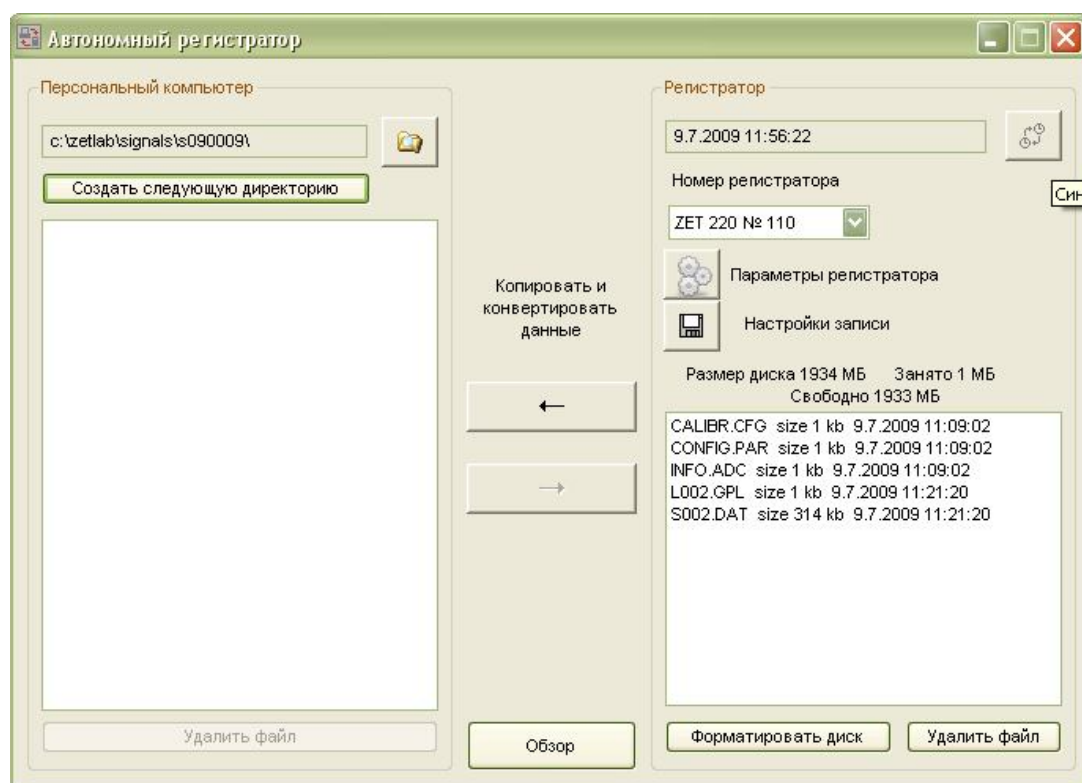 Автономный регистратор
Персональный компьютер
c:\zetlab\signals\s090009\
Создать следующую директорию
Удалить файл
Копировать и
конвертировать
данные
←
→
Обзор
Регистратор
9.7.2009 11:56:22
Син
Номер регистратора
ZET 220 № 110
Параметры регистратора
Настройки записи
Размер диска 1934 МБ Занято 1 МБ
Свободно 1933 МБ
CALIBR.CFG size 1 kb 9.7.2009 11:09:02
CONFIG.PAR size 1 kb 9.7.2009 11:09:02
INFO.ADC size 1 kb 9.7.2009 11:09:02
L002.GPL size 1 kb 9.7.2009 11:21:20
S002.DAT size 314 kb 9.7.2009 11:21:20
Форматировать диск
Удалить файл